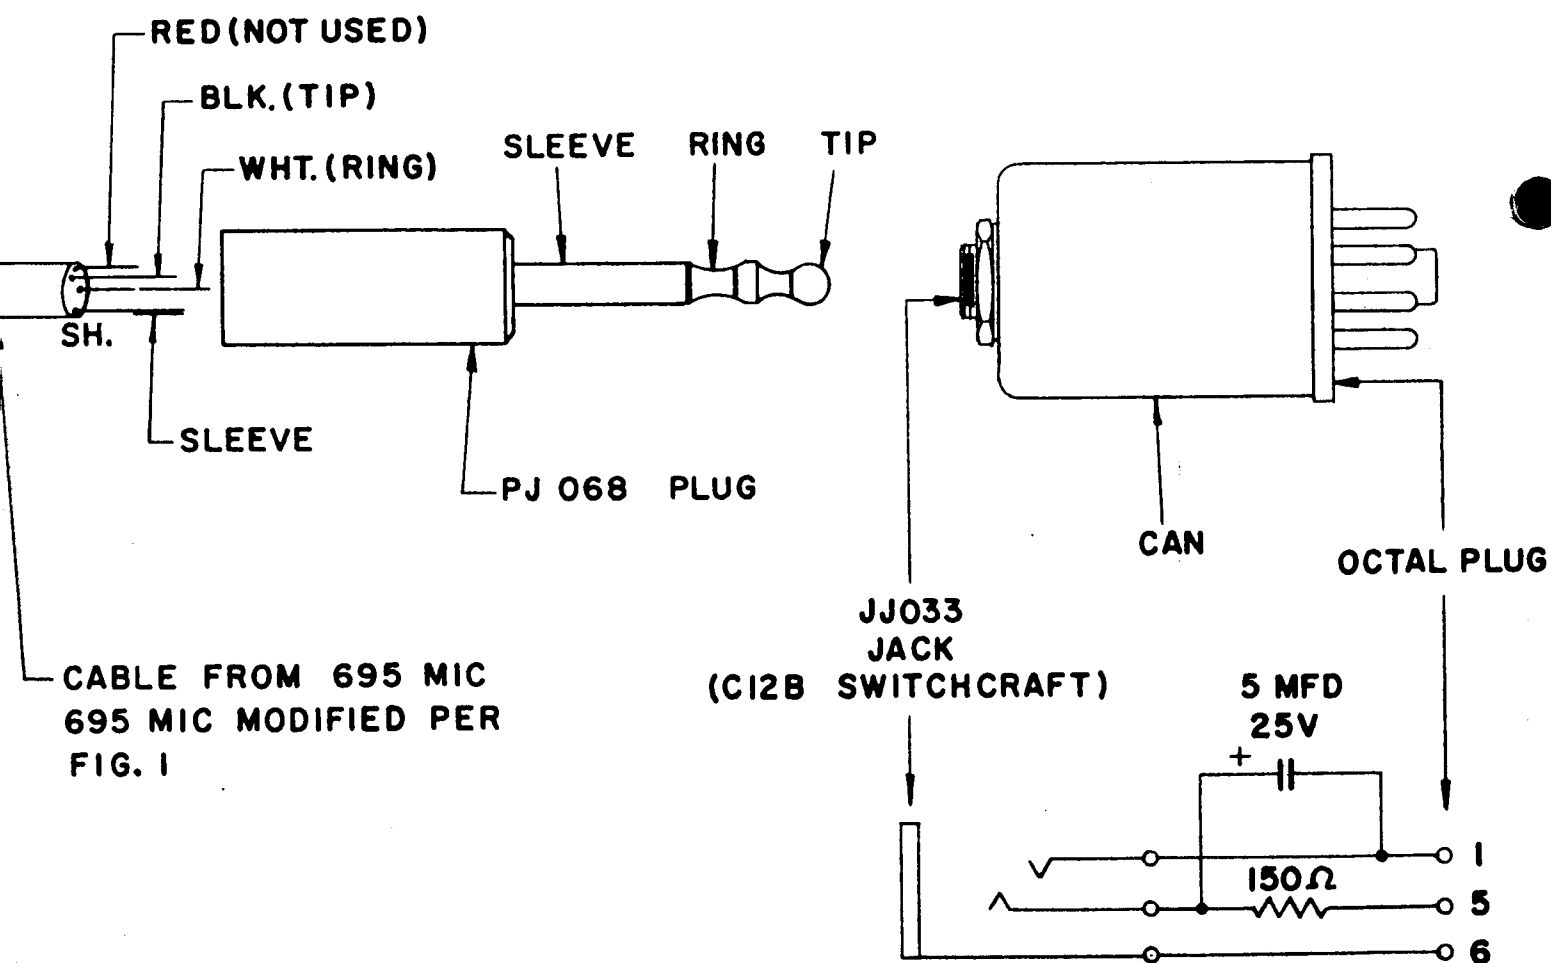 RED (NOT USED)
BLK. (TIP)
WHT. (RING)
SLEEVE
RING
TIP
SH.
SLEEVE
PJ 068 PLUG
CAN
OCTAL PLUG
JJ033
JACK
(C12B SWITCHCRAFT)
CABLE FROM 695 MIC
695 MIC MODIFIED PER
FIG. 1
5 MFD
25V
+
1
150Ω
5
6